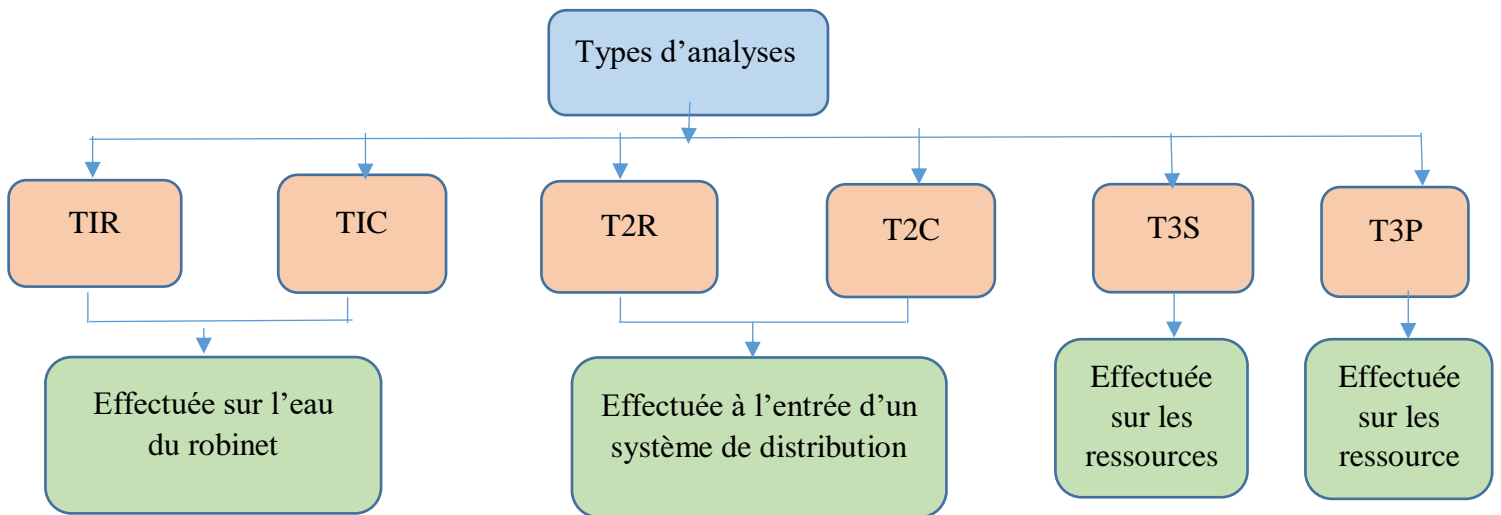 Types d’analyses
TIR
TIC
T2R
T2C
T3S
T3P
Effectuée sur l’eau
du robinet
Effectuée à l’entrée d’un
système de distribution
Effectuée
sur les
ressources
Effectuée
sur les
ressource